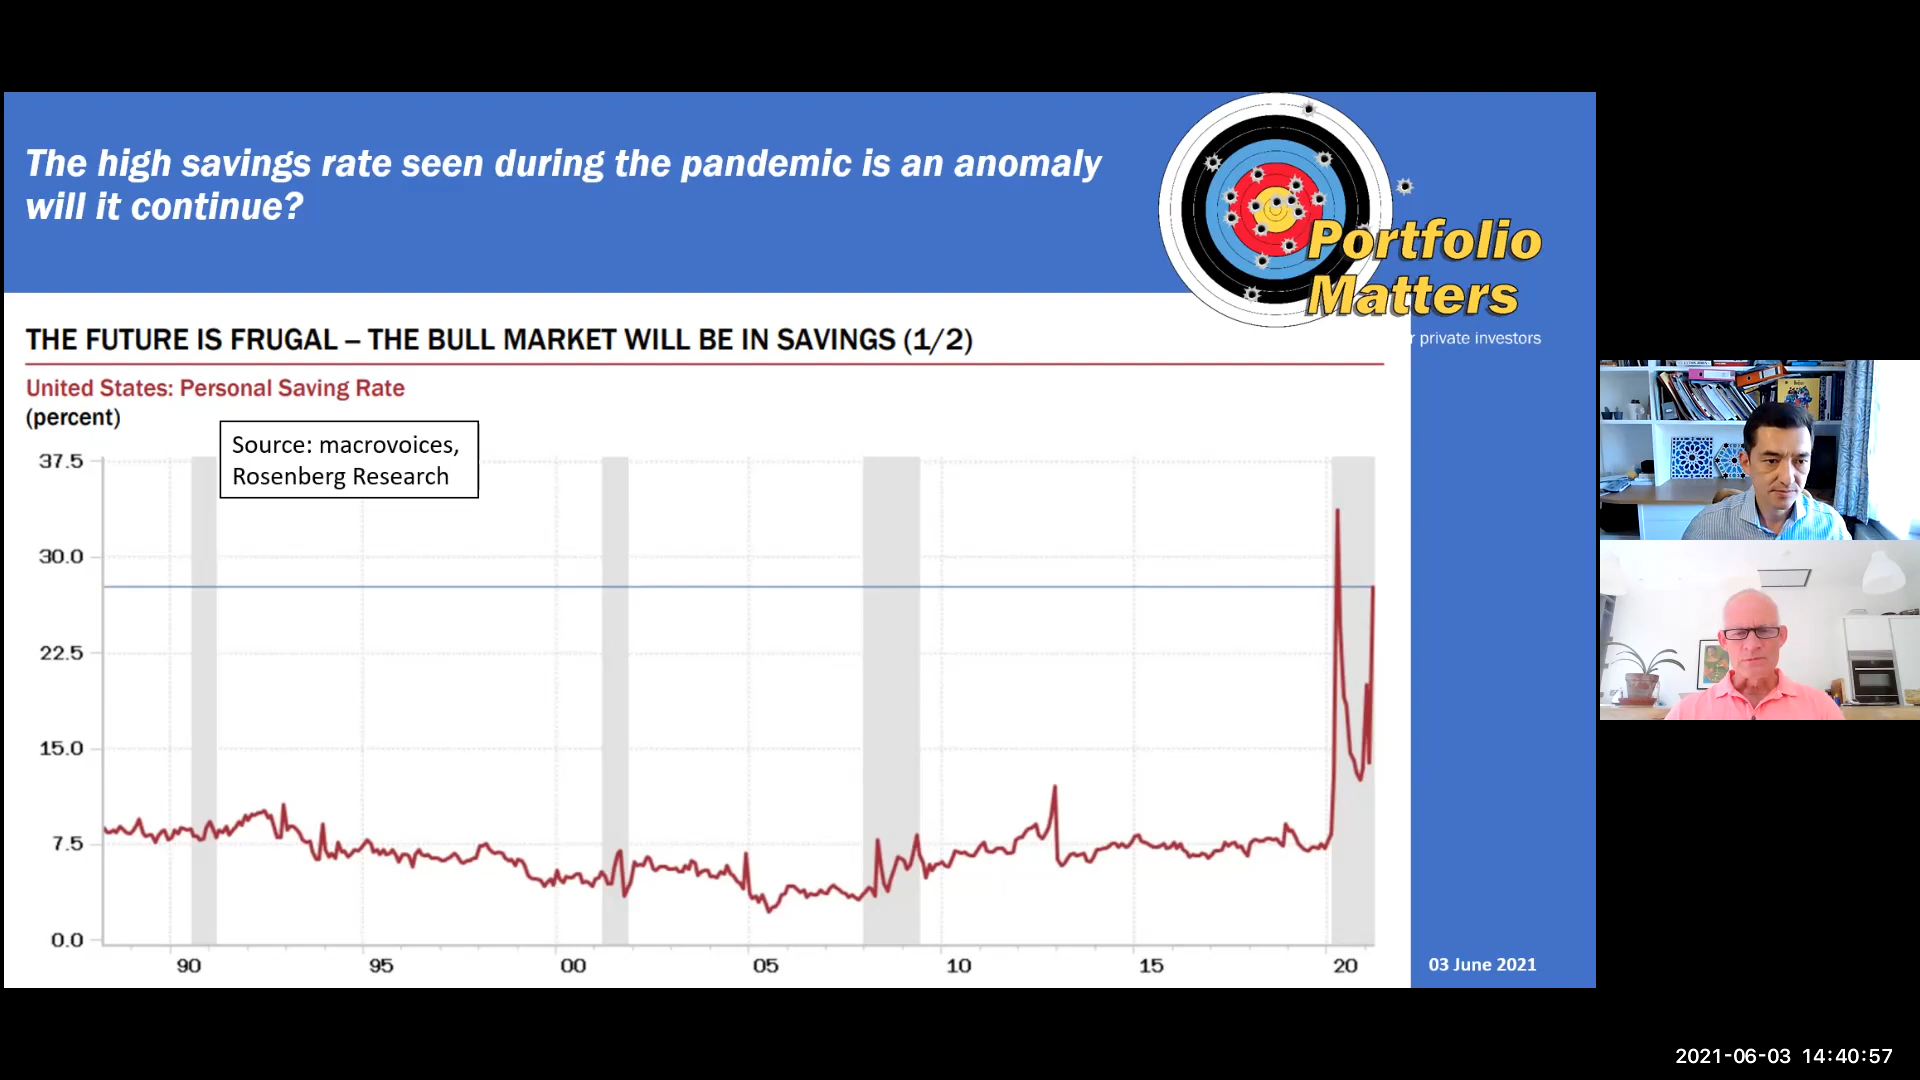 The high savings rate seen during the pandemic is an anomaly
will it continue?
Portfolio
Matters
r private investors
THE FUTURE IS FRUGAL – THE BULL MARKET WILL BE IN SAVINGS (1/2)
United States: Personal Saving Rate
(percent)
Source: macrovoices,
Rosenberg Research
37.5
30.0
22.5
15.0
7.5
0.0
90 95 00 05 10 15 20
03 June 2021
2021-06-03 14:40:57